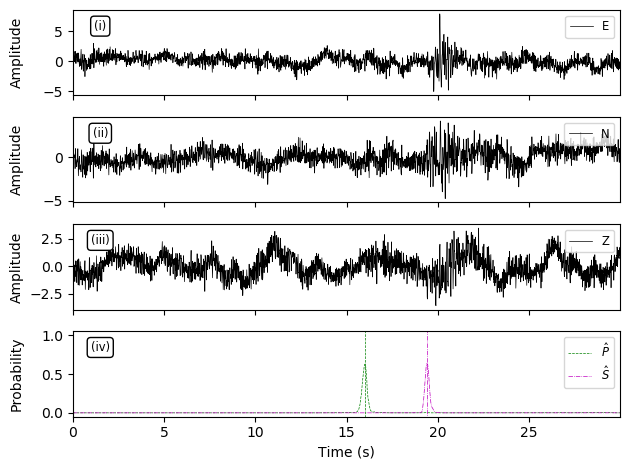 (i)
E
Amplitude
5
0
−5
(ii)
N
Amplitude
0
−5
(iii)
Z
Amplitude
2.5
0.0
−2.5
(iv)
P̂
Ŝ
Probability
1.0
0.5
0.0
0 5 10 15 20 25
Time (s)